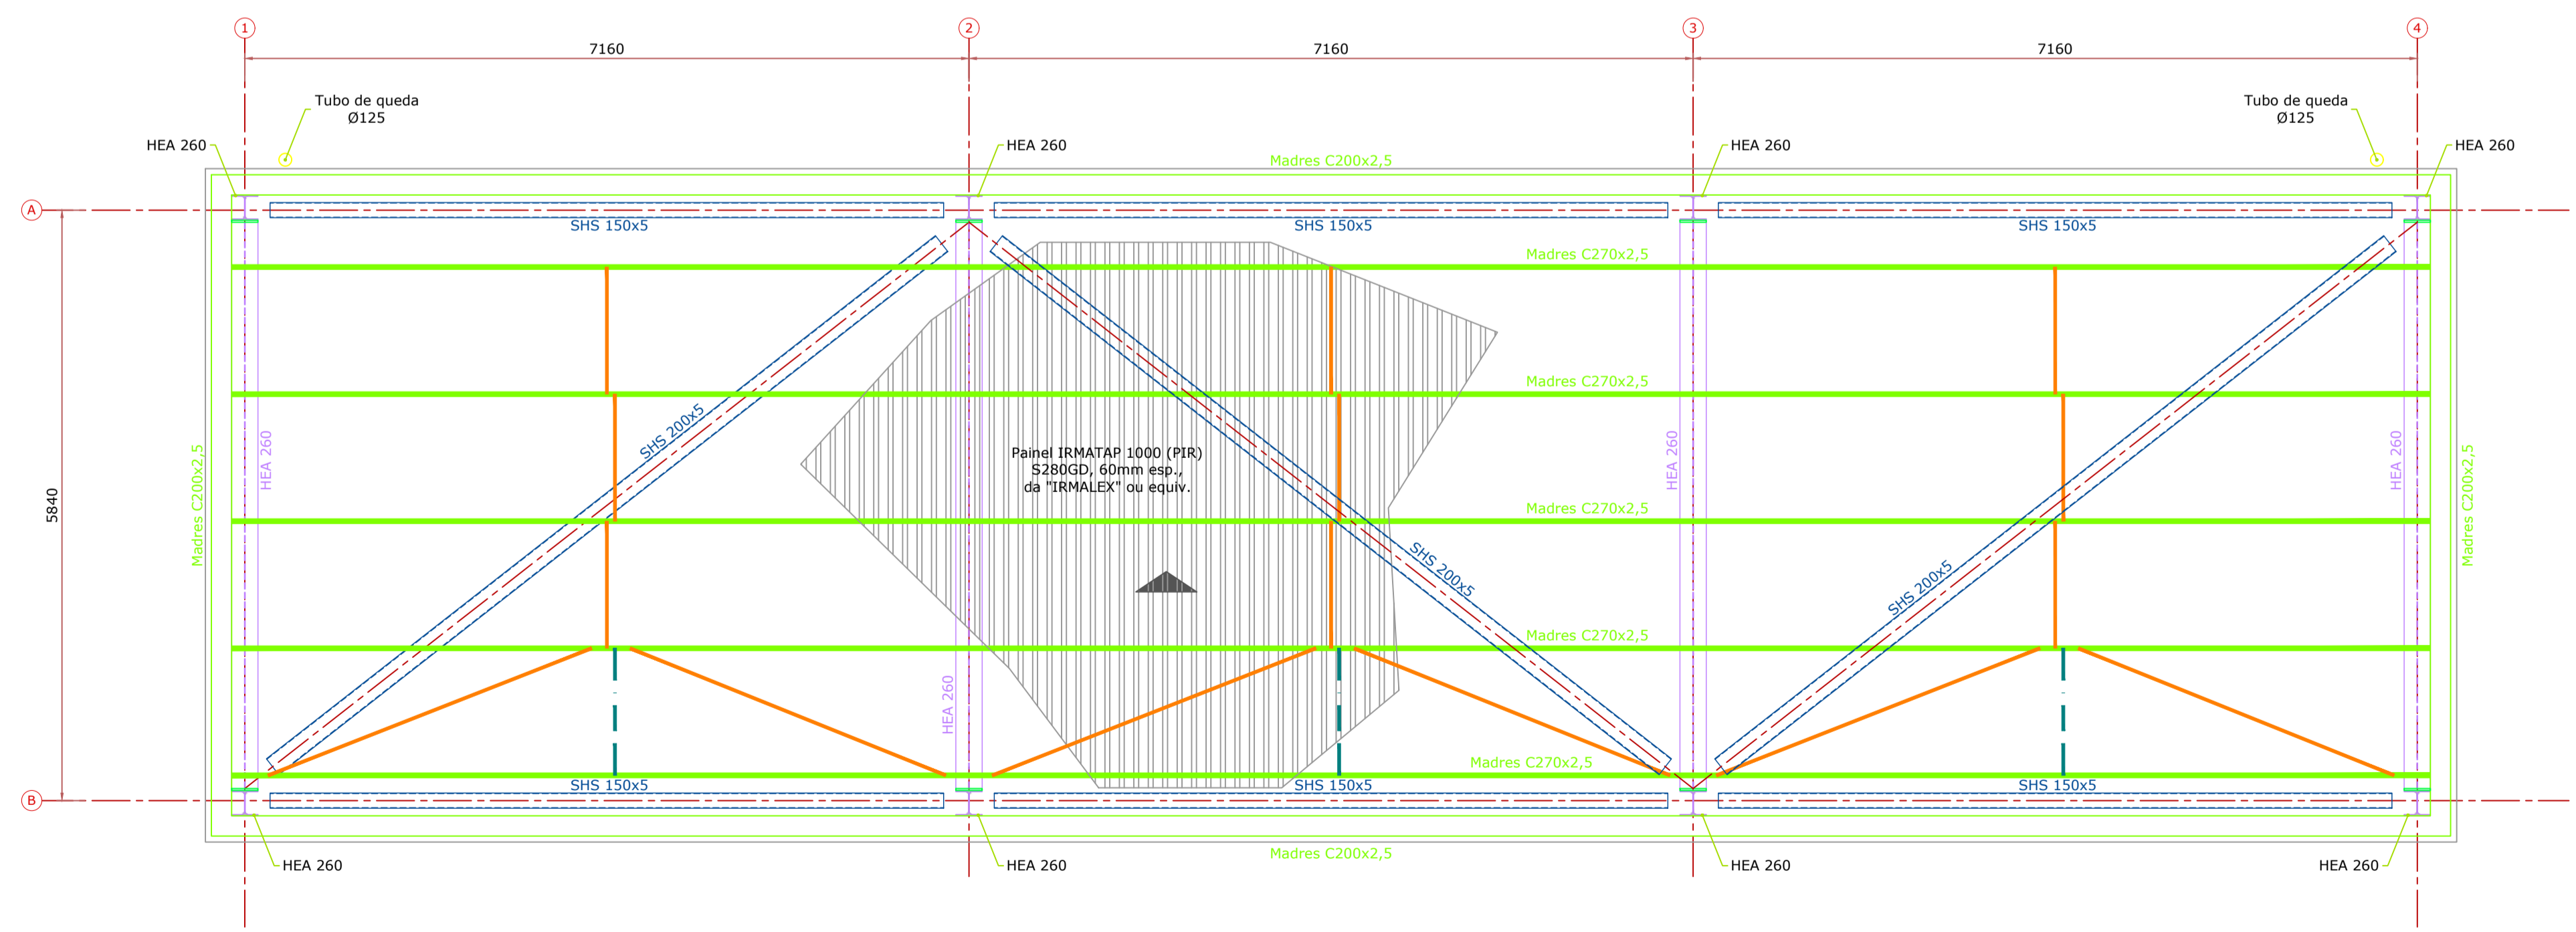 1
2
3
4
7160
7160
7160
Tubo de queda
Ø125
Tubo de queda
Ø125
HEA 260
HEA 260
HEA 260
HEA 260
Madres C200x2,5
A
SHS 150x5
SHS 150x5
SHS 150x5
Madres C270x2,5
Madres C270x2,5
SHS 200x5
Madres C200x2,5
HEA 260
Painel IRMATAP 1000 (PIR)
S280GD, 60mm esp.,
da "IRMALEX" ou equiv.
HEA 260
HEA 260
Madres C200x2,5
5840
Madres C270x2,5
SHS 200x5
SHS 200x5
Madres C270x2,5
HEA 260
Madres C270x2,5
SHS 150x5
SHS 150x5
SHS 150x5
B
Madres C200x2,5
HEA 260
HEA 260
HEA 260
HEA 260